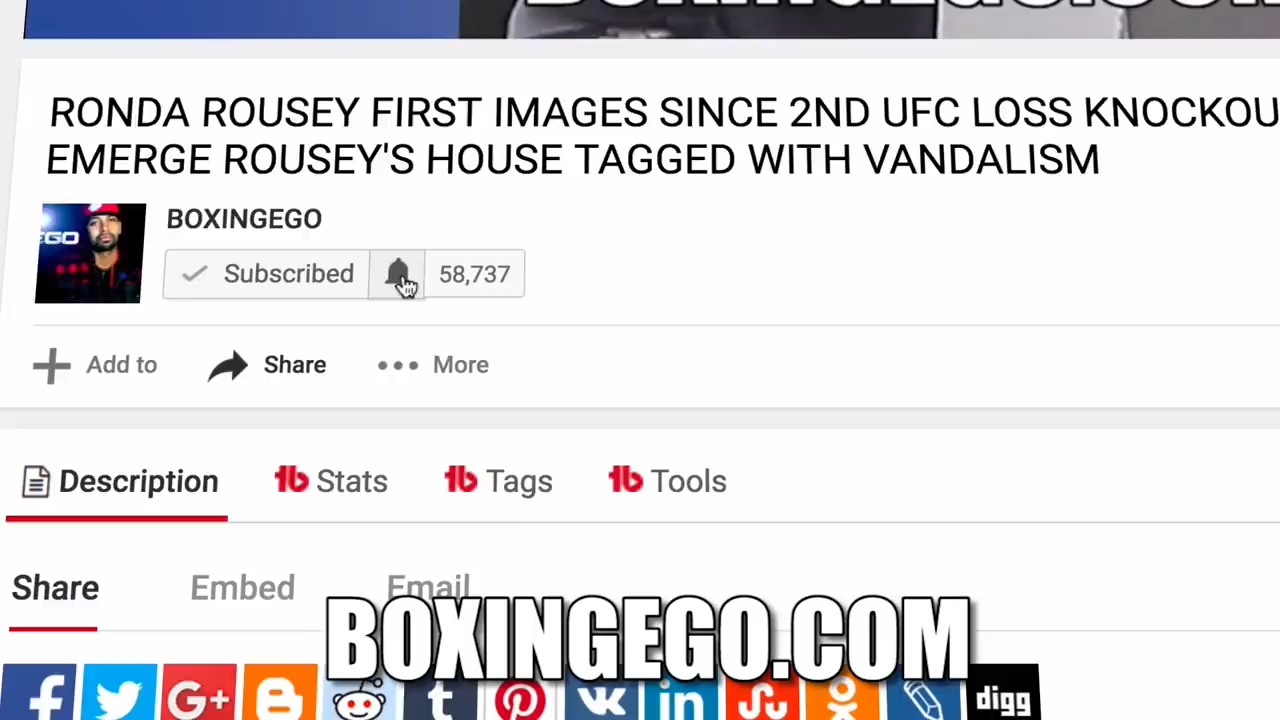 RONDA ROUSEY FIRST IMAGES SINCE 2ND UFC LOSS
EMERGE ROUSEY'S HOUSE TAGGED WITH VANDALISM
EGO
BOXINGEGO
Subscribed 58,737
Add to Share More
Description Stats Tags Tools
Share Embed Email
BOXINGEGO.COM
digg